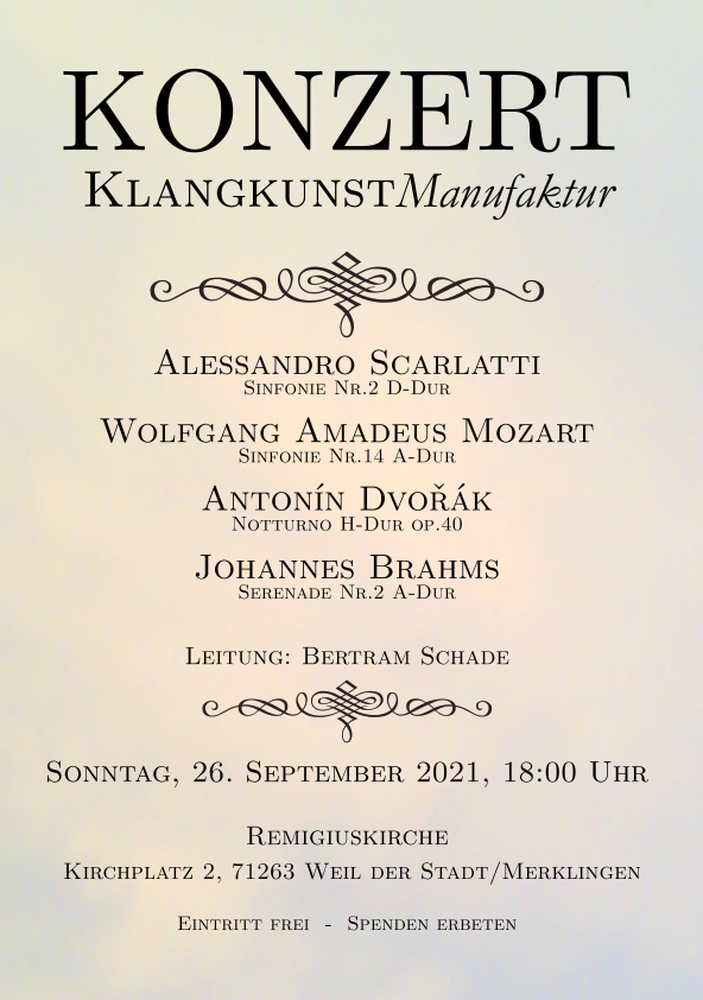 KONZERT
KLANGKUNSTManufaktur
ALESSANDRO SCARLATTI
SINFONIE NR.2 D-DUR
WOLFGANG AMADEUS MOZART
SINFONIE NR.14 A-DUR
ANTONÍN DVOŘÁK
NOTTURNO H-DUR OP.40
JOHANNES BRAHMS
SERENADE NR.2 A-DUR
LEITUNG: BERTRAM SCHADE
SONNTAG, 26. SEPTEMBER 2021, 18:00 UHR
REMIGIUSKIRCHE
KIRCHPLATZ 2, 71263 WEIL DER STADT/MERKLINGEN
EINTRITT FREI - SPENDEN ERBETEN